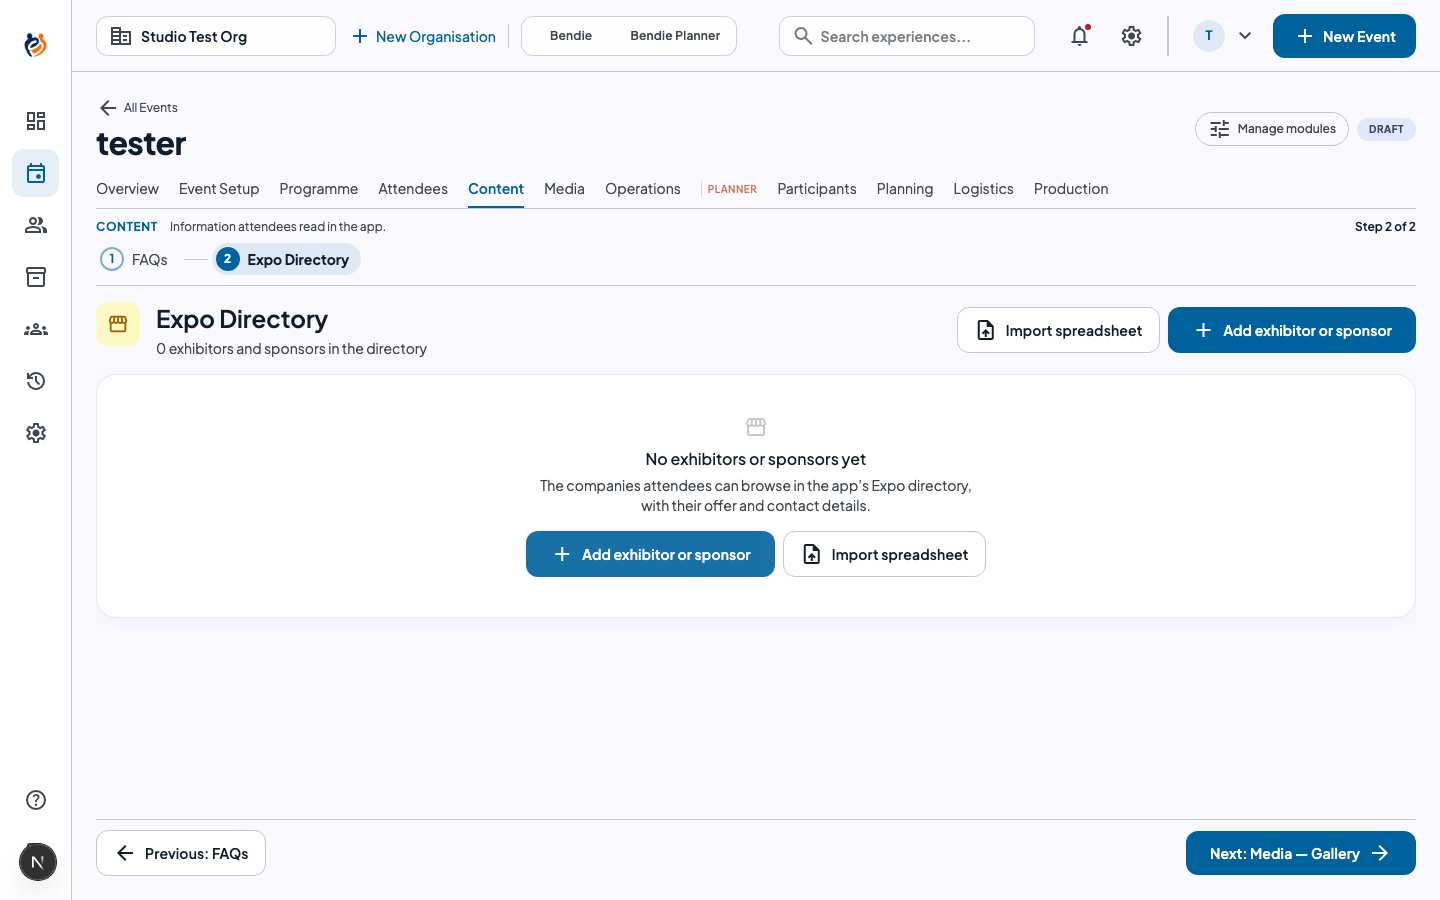 Studio Test Org
New Organisation
Bendie
Bendie Planner
Search experiences...
T
New Event
All Events
tester
Manage modules
DRAFT
Overview
Event Setup
Programme
Attendees
Content
Media
Operations
PLANNER
Participants
Planning
Logistics
Production
CONTENT
Information attendees read in the app.
Step 2 of 2
1
FAQs
2
Expo Directory
Expo Directory
0 exhibitors and sponsors in the directory
Import spreadsheet
Add exhibitor or sponsor
No exhibitors or sponsors yet
The companies attendees can browse in the app's Expo directory,
with their offer and contact details.
Add exhibitor or sponsor
Import spreadsheet
N
Previous: FAQs
Next: Media — Gallery